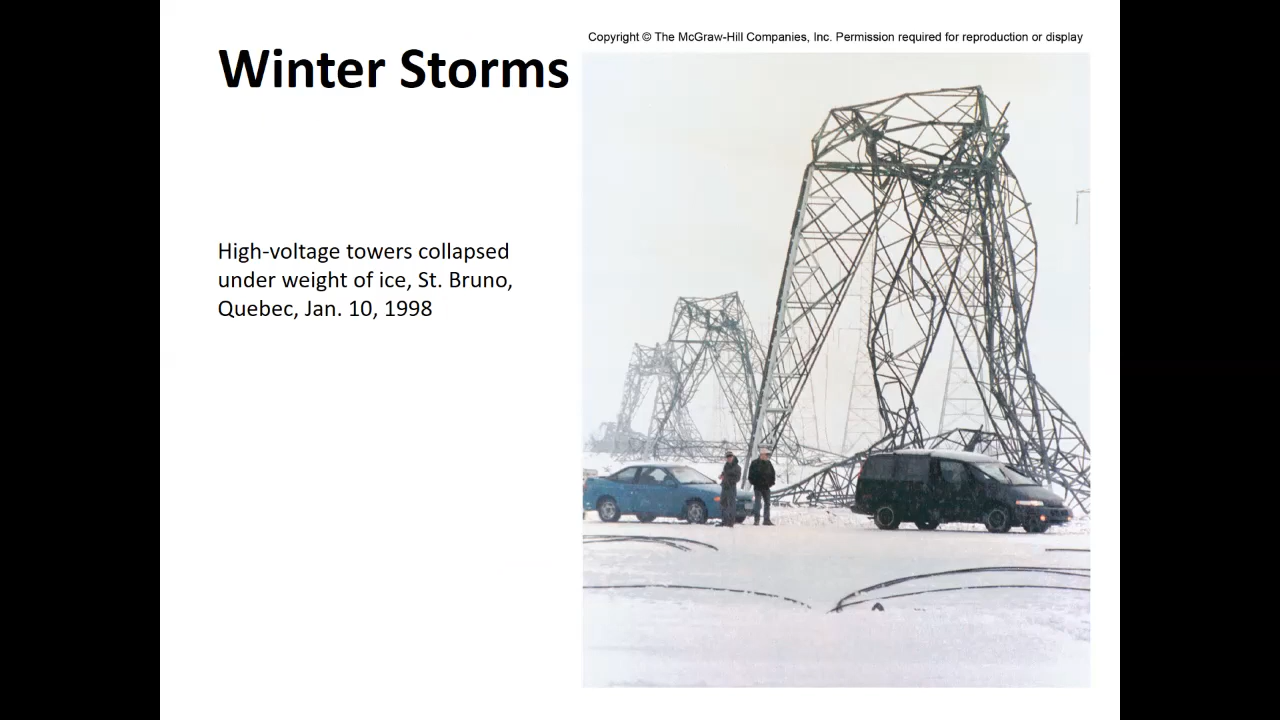 Winter Storms
Copyright © The McGraw-Hill Companies, Inc. Permission required for reproduction or display
High-voltage towers collapsed
under weight of ice, St. Bruno,
Quebec, Jan. 10, 1998